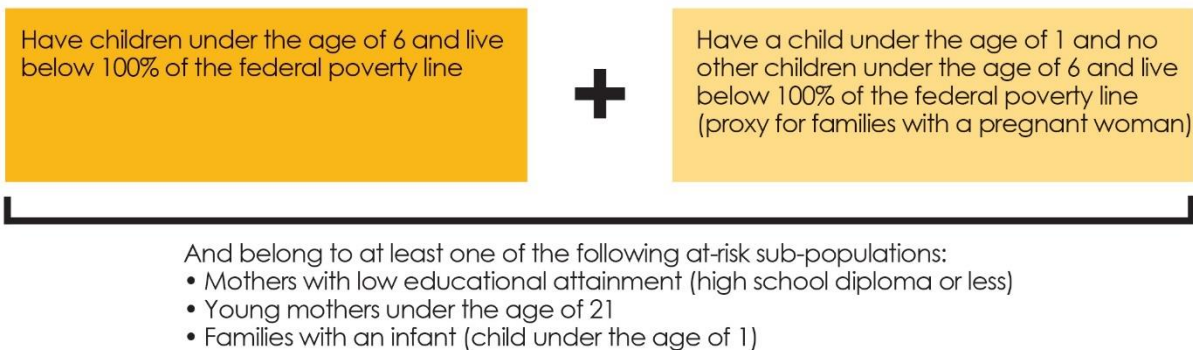 Have children under the age of 6 and live
below 100% of the federal poverty line
+
Have a child under the age of 1 and no
other children under the age of 6 and live
below 100% of the federal poverty line
(proxy for families with a pregnant woman)
And belong to at least one of the following at-risk sub-populations:
• Mothers with low educational attainment (high school diploma or less)
• Young mothers under the age of 21
• Families with an infant (child under the age of 1)